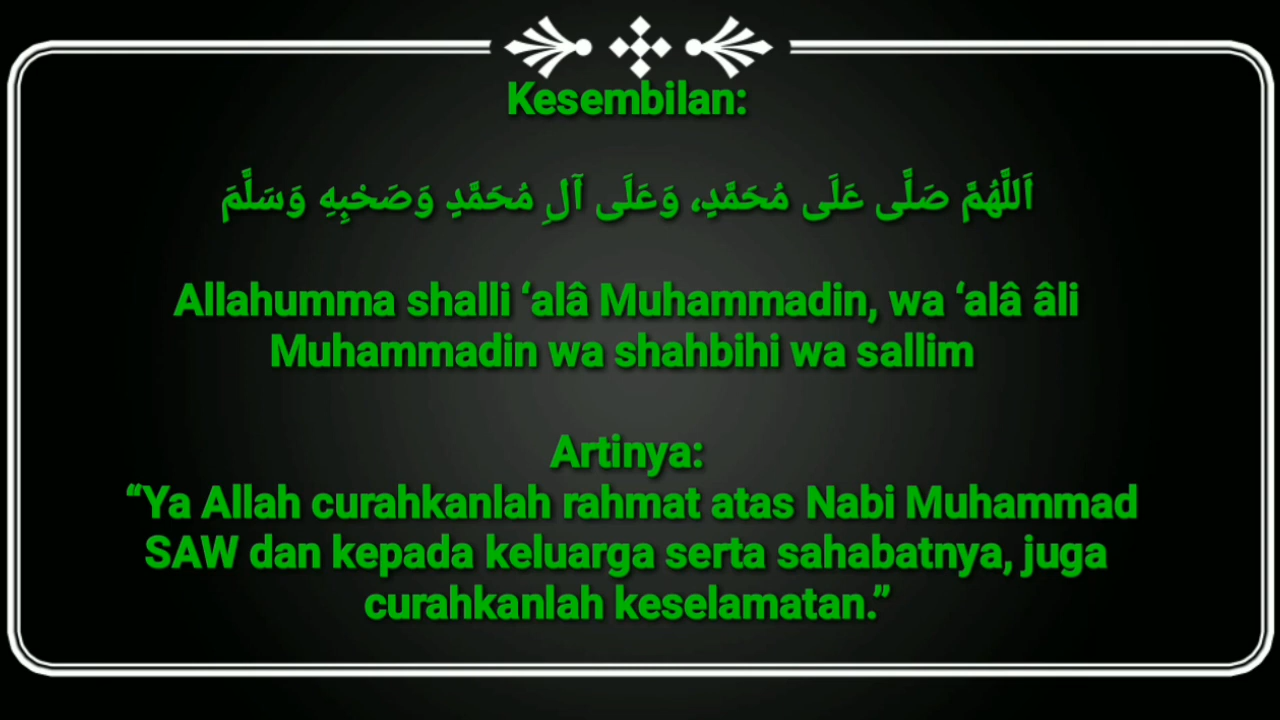 Kesembilan:
اَللَّهُمَّ صَلَّى عَلَى مُحَمَّدٍ، وَعَلَى آلِ مُحَمَّدٍ وَصَحْبِهِ وَسَلَّمَ
Allahumma shalli ‘alâ Muhammadin, wa ‘alâ âli
Muhammadin wa shahbihi wa sallim
Artinya:
“Ya Allah curahkanlah rahmat atas Nabi Muhammad
SAW dan kepada keluarga serta sahabatnya, juga
curahkanlah keselamatan.”